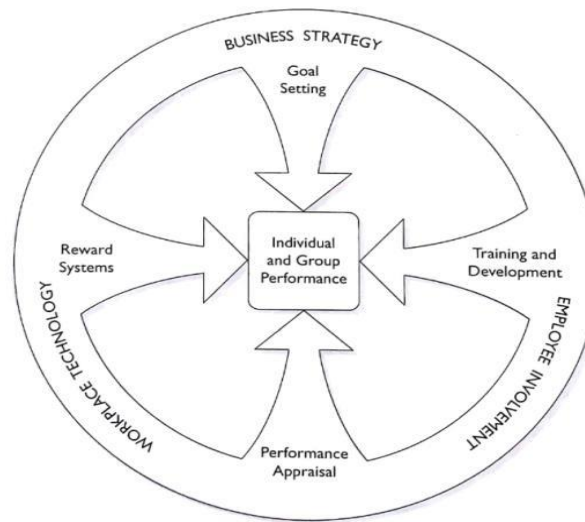 BUSINESS STRATEGY
Goal
Setting
Reward
Systems
Individual
and Group
Performance
Training and
Development
WORKPLACE TECHNOLOGY
EMPLOYEE INVOLVEMENT
Performance
Appraisal